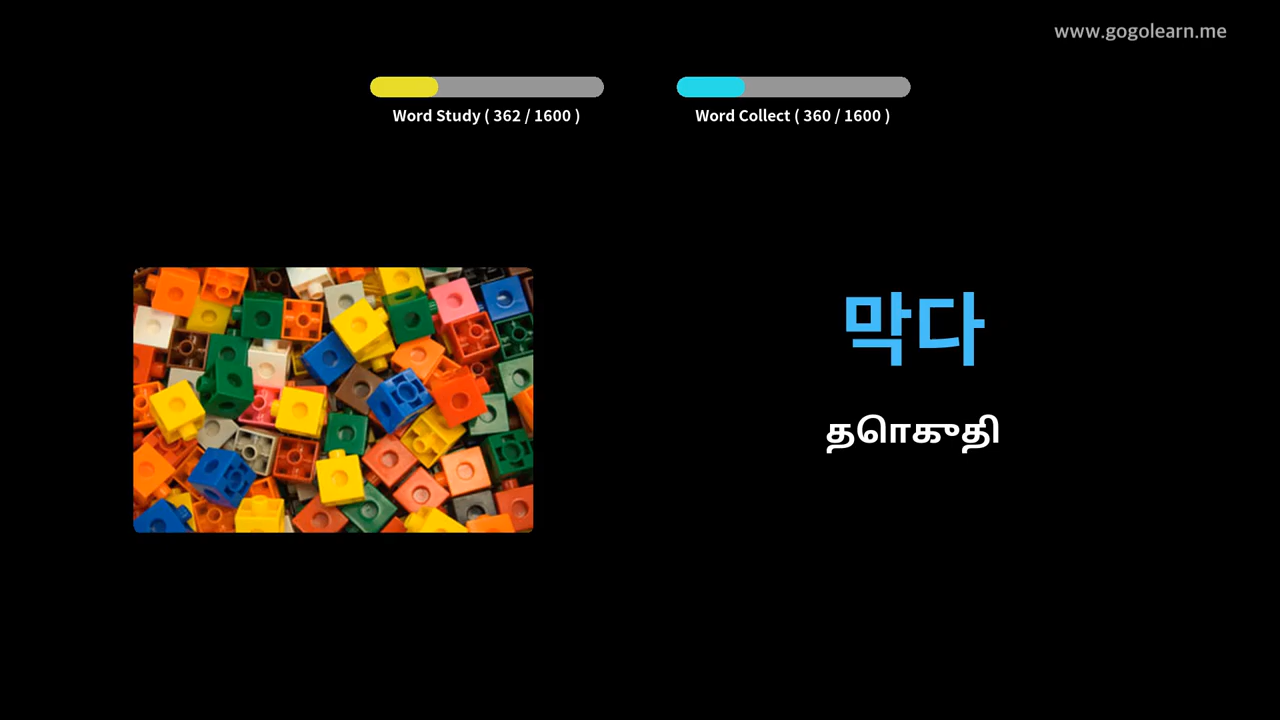 www.gogolearn.me
Word Study ( 362 / 1600 )
Word Collect ( 360 / 1600 )
막다
தொகுதி